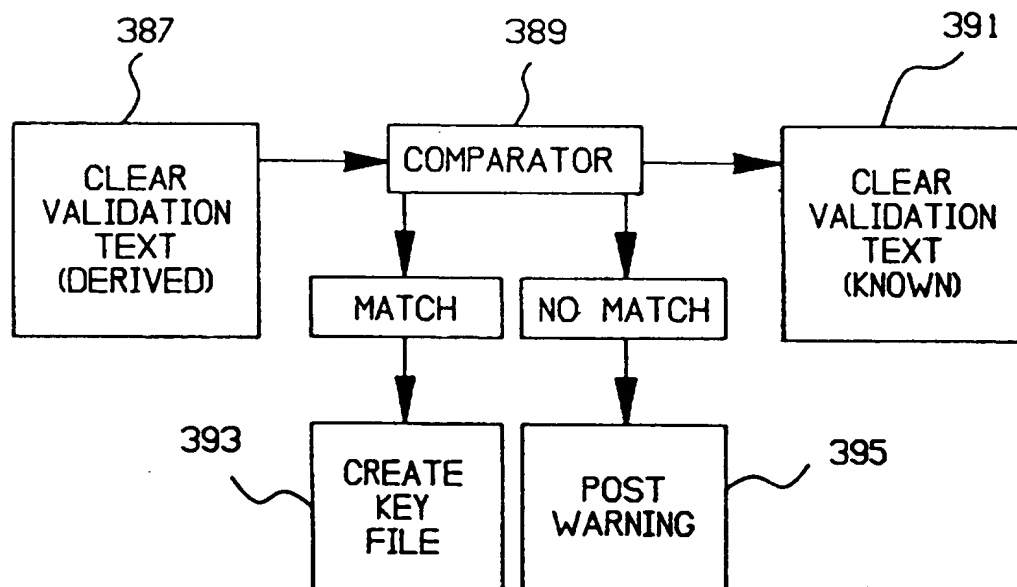 387
389
391
CLEAR
VALIDATION
TEXT
(DERIVED)
COMPARATOR
CLEAR
VALIDATION
TEXT
(KNOWN)
MATCH
NO MATCH
393
CREATE
KEY
FILE
POST
WARNING
395